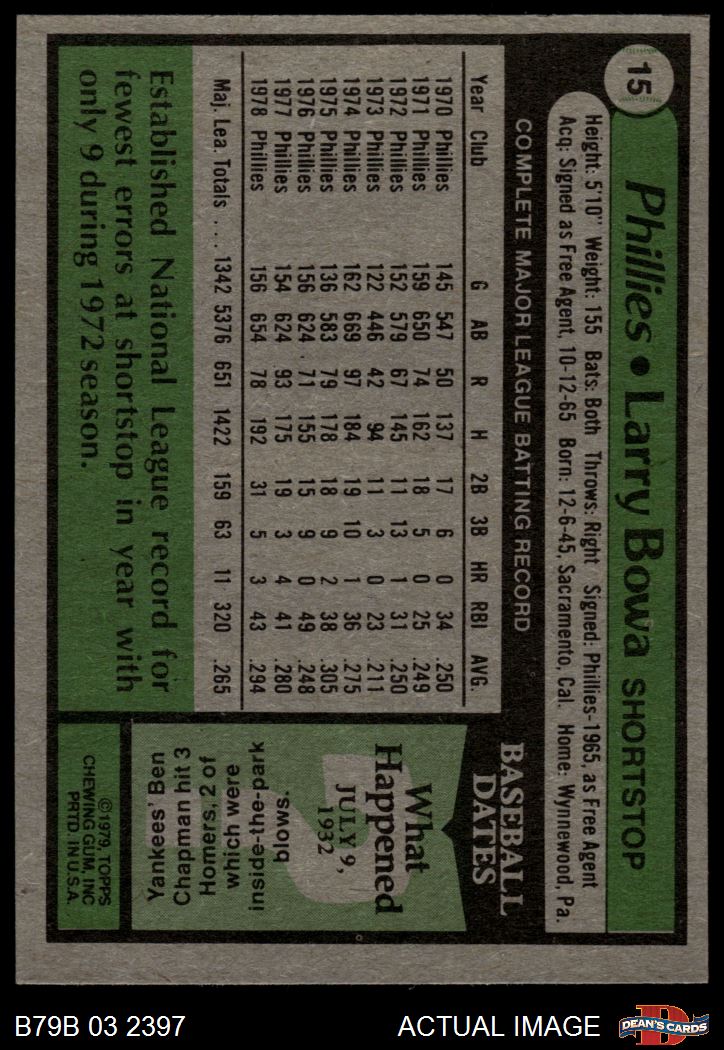 15
Phillies • Larry Bowa SHORTSTOP
Height: 5'10" Weight: 155 Bats: Both Throws: Right Signed: Phillies-1965, as Free Agent
Acq: Signed as Free Agent, 10-12-65 Born: 12-6-45, Sacramento, Cal. Home: Wynnewood, Pa.
COMPLETE MAJOR LEAGUE BATTING RECORD
Year Club G AB R H 2B 3B HR RBI AVG.
1970 Phillies 145 547 50 137 17 6 0 34 .250
1971 Phillies 159 650 74 162 18 5 0 25 .249
1972 Phillies 152 579 67 145 11 13 1 31 .250
1973 Phillies 122 446 42 94 11 3 0 23 .211
1974 Phillies 162 669 97 184 19 10 1 36 .275
1975 Phillies 136 583 79 178 18 9 2 38 .305
1976 Phillies 156 624 71 155 15 9 0 49 .248
1977 Phillies 154 624 93 175 19 3 4 41 .280
1978 Phillies 156 654 78 192 31 5 3 43 .294
Maj. Lea. Totals .... 1342 5376 651 1422 159 63 11 320 .265
Established National League record for
fewest errors at shortstop in year with
only 9 during 1972 season.
BASEBALL
DATES
What
Happened
JULY 9,
1932
Yankees' Ben
Chapman hit 3
Homers, 2 of
which were
inside-the-park
blows.
©1979, TOPPS
CHEWING GUM, INC
PRTD. IN U.S.A.
B79B 03 2397
ACTUAL IMAGE
D
DEAN'S CARDS